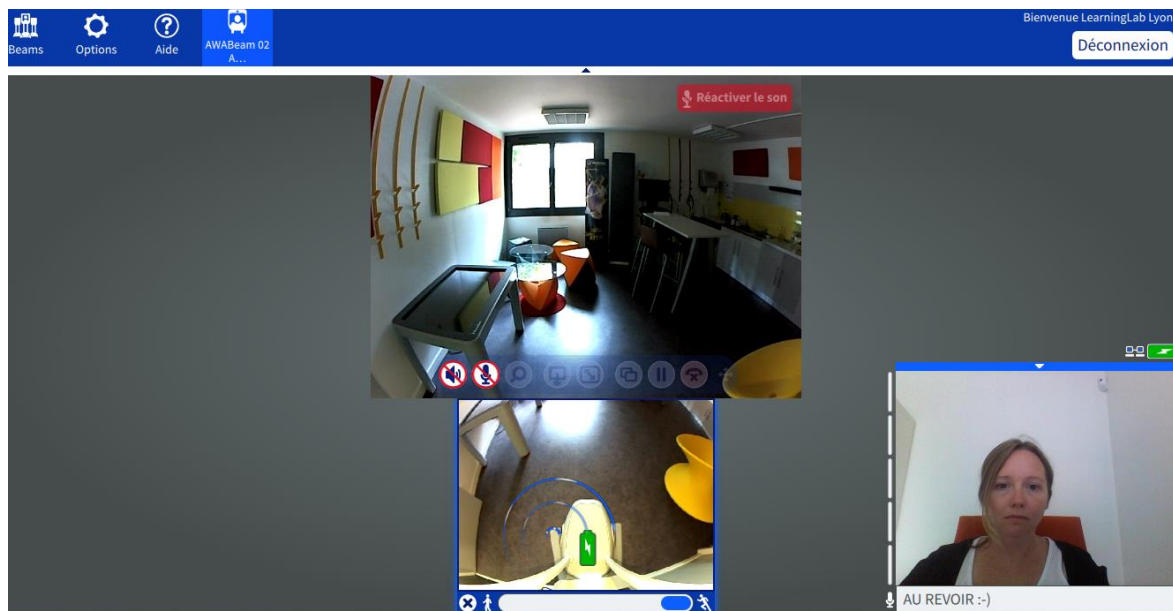 Beams
Options
Aide
AWABeam 02
A...
Bienvenue LearningLab Lyon
Déconnexion
Réactiver le son
AU REVOIR :-)